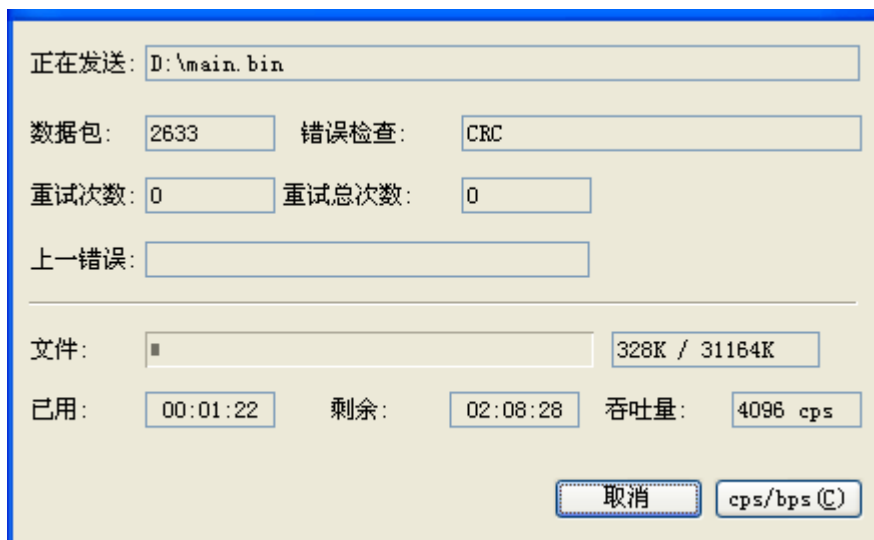 正在发送: D:\main.bin
数据包: 2633 错误检查: CRC
重试次数: 0 重试总次数: 0
上一错误:
文件: 328K / 31164K
已用: 00:01:22 剩余: 02:08:28 吞吐量: 4096 cps
取消 cps/bps(C)